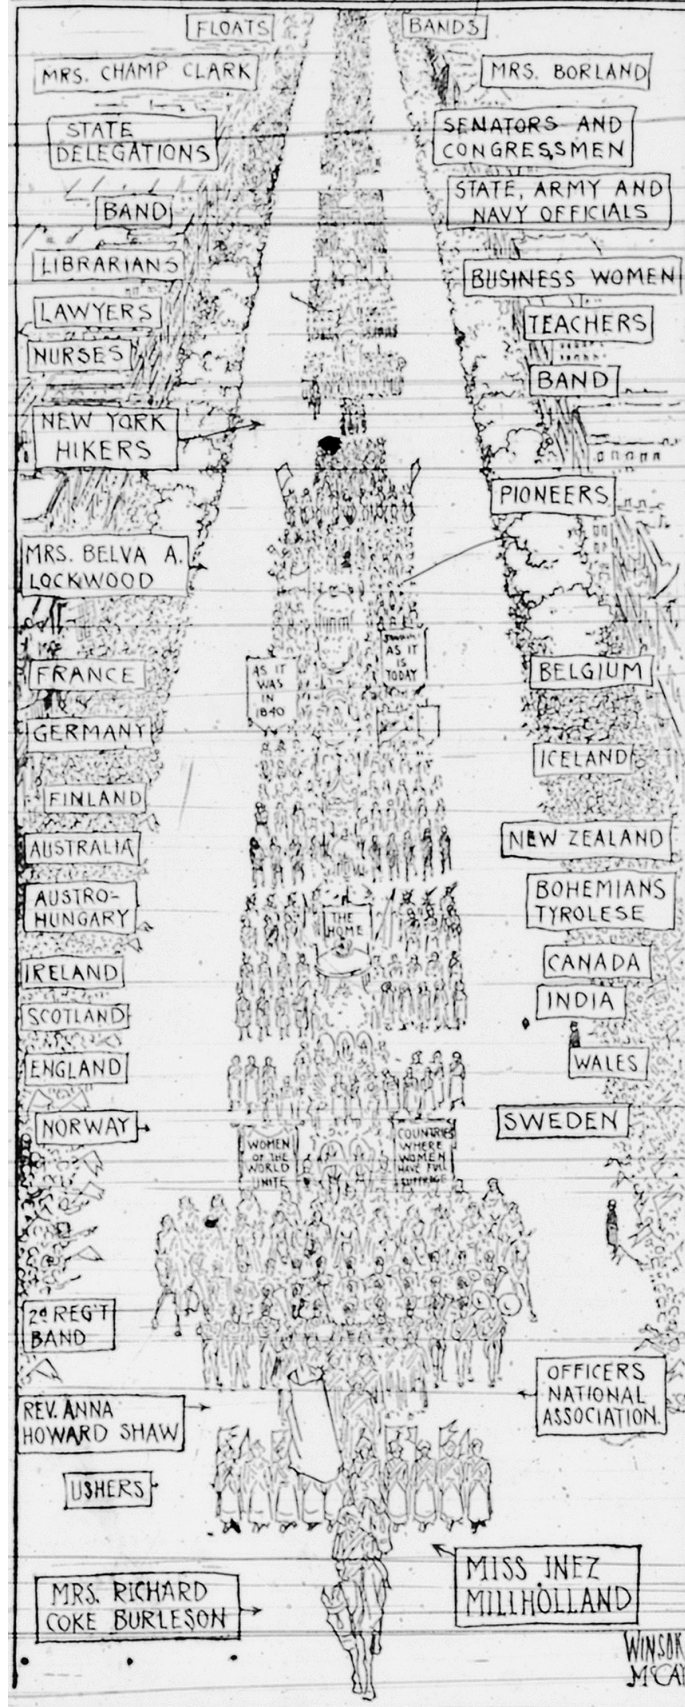 FLOATS
BANDS
MRS. CHAMP CLARK
MRS. BORLAND
STATE
DELEGATIONS
SENATORS AND
CONGRESSMEN
BAND
STATE, ARMY AND
NAVY OFFICIALS
LIBRARIANS
BUSINESS WOMEN
LAWYERS
TEACHERS
NURSES
BAND
NEW YORK
HIKERS
PIONEERS
MRS. BELVA A.
LOCKWOOD
FRANCE
AS IT
WAS
IN
1840
AS IT
IS
TODAY
BELGIUM
GERMANY
ICELAND
FINLAND
AUSTRALIA
NEW ZEALAND
AUSTRO-
HUNGARY
THE
HOME
BOHEMIANS
TYROLESE
IRELAND
CANADA
SCOTLAND
INDIA
ENGLAND
WALES
NORWAY
SWEDEN
WOMEN
OF THE
WORLD
UNITE
COUNTRIES
WHERE
WOMEN
HAVE FULL
SUFFRAGE
2d REG'T
BAND
OFFICERS
NATIONAL
ASSOCIATION.
REV. ANNA
HOWARD SHAW
USHERS
MISS INEZ
MILLHOLLAND
MRS. RICHARD
COKE BURLESON
WINSOR
McCAY